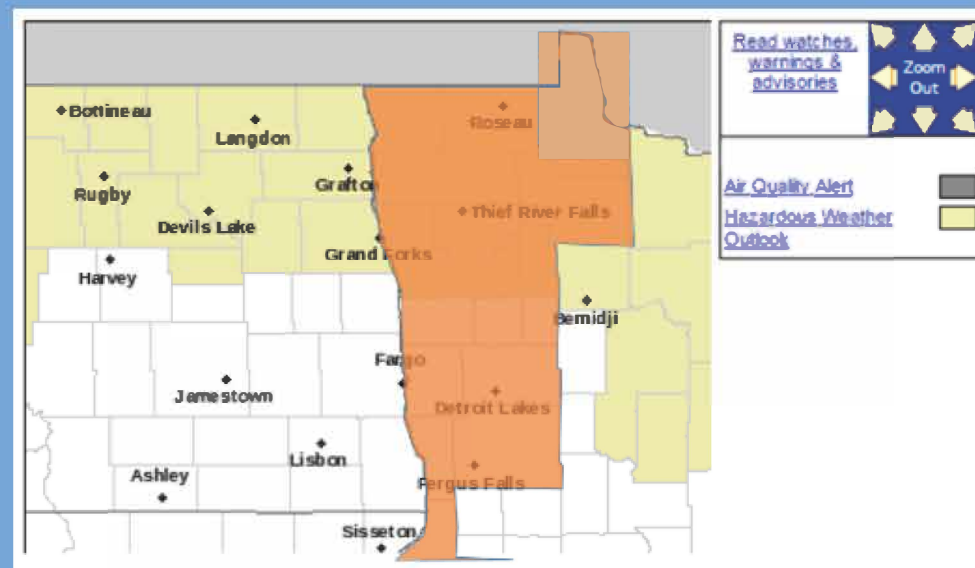 Bottineau
Langdon
Roseau
Rugby
Grafton
Devils Lake
Thief River Falls
Grand Forks
Harvey
Bemidji
Fargo
Jamestown
Detroit Lakes
Lisbon
Ashley
Fergus Falls
Sisseton
Read watches,
warnings &
advisories
Zoom
Out
Air Quality Alert
Hazardous Weather
Outlook